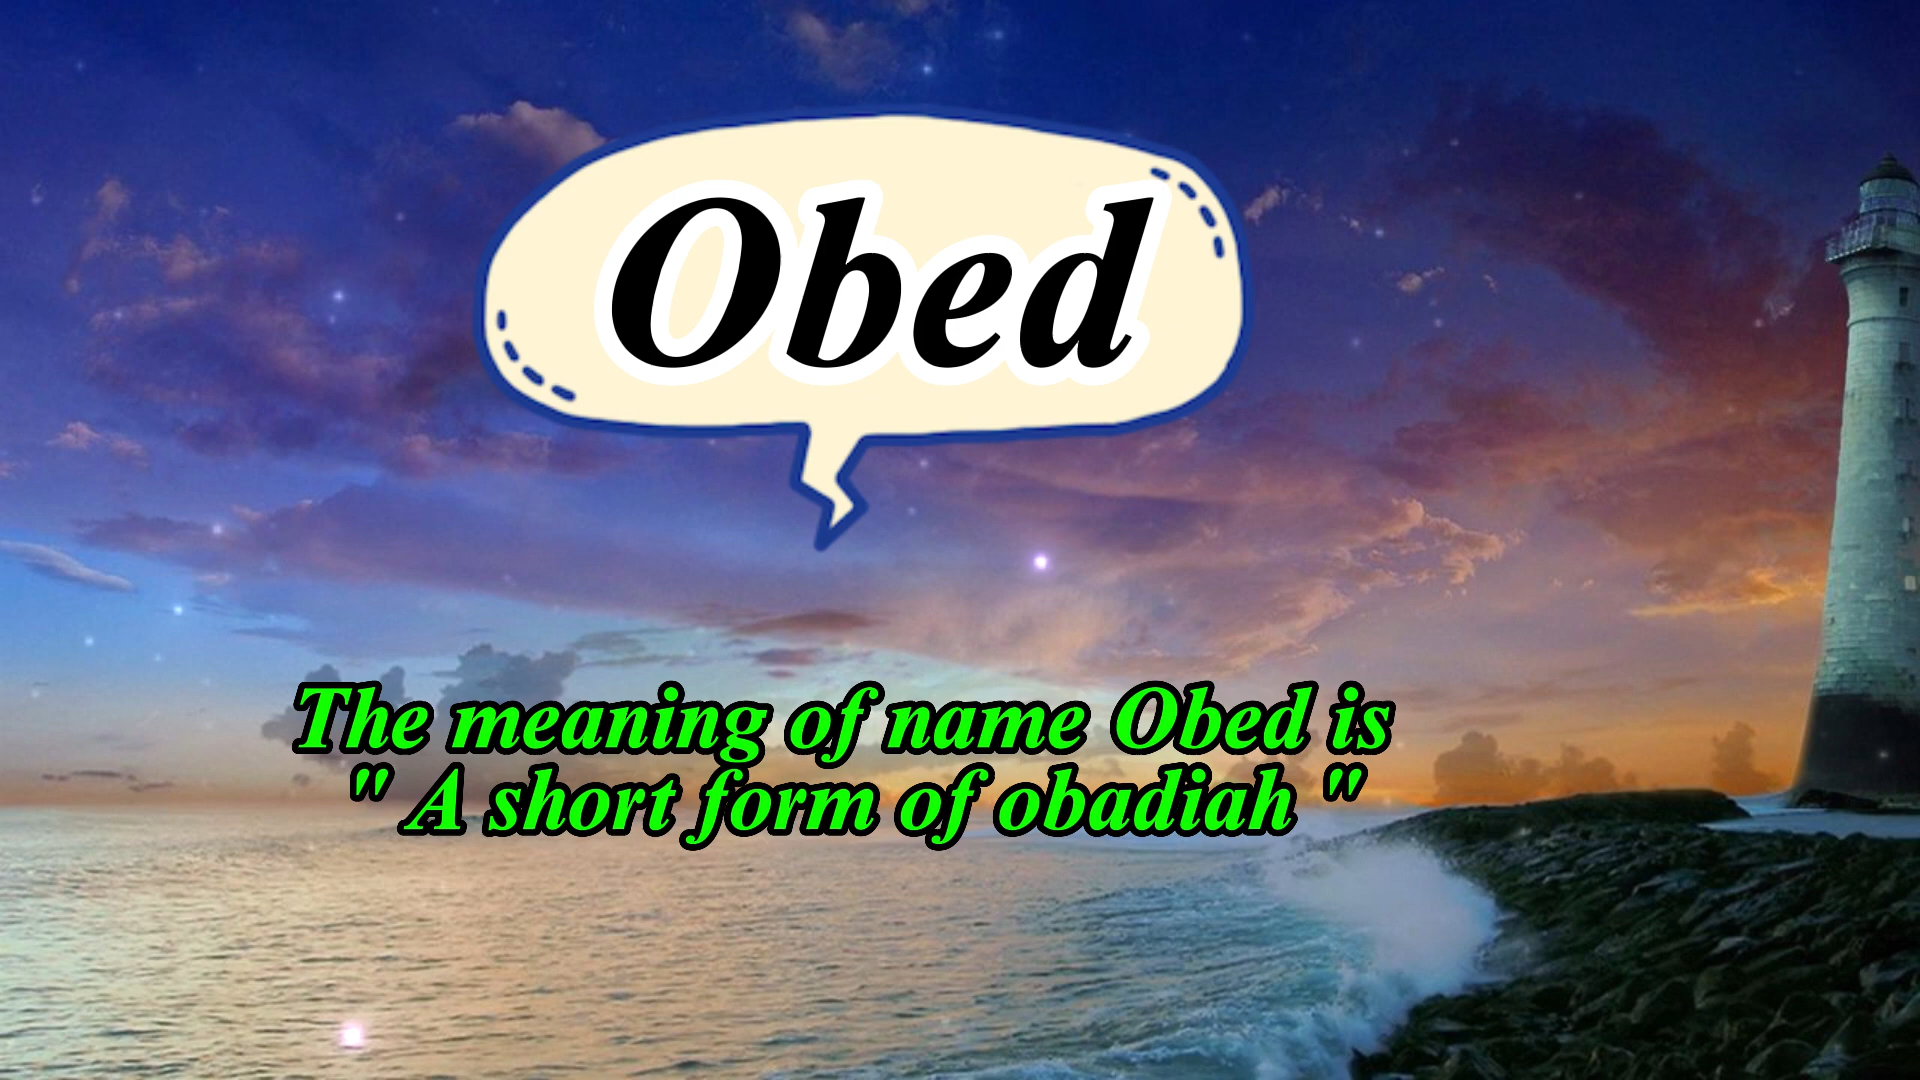 Obed
The meaning of name Obed is
" A short form of obadiah "